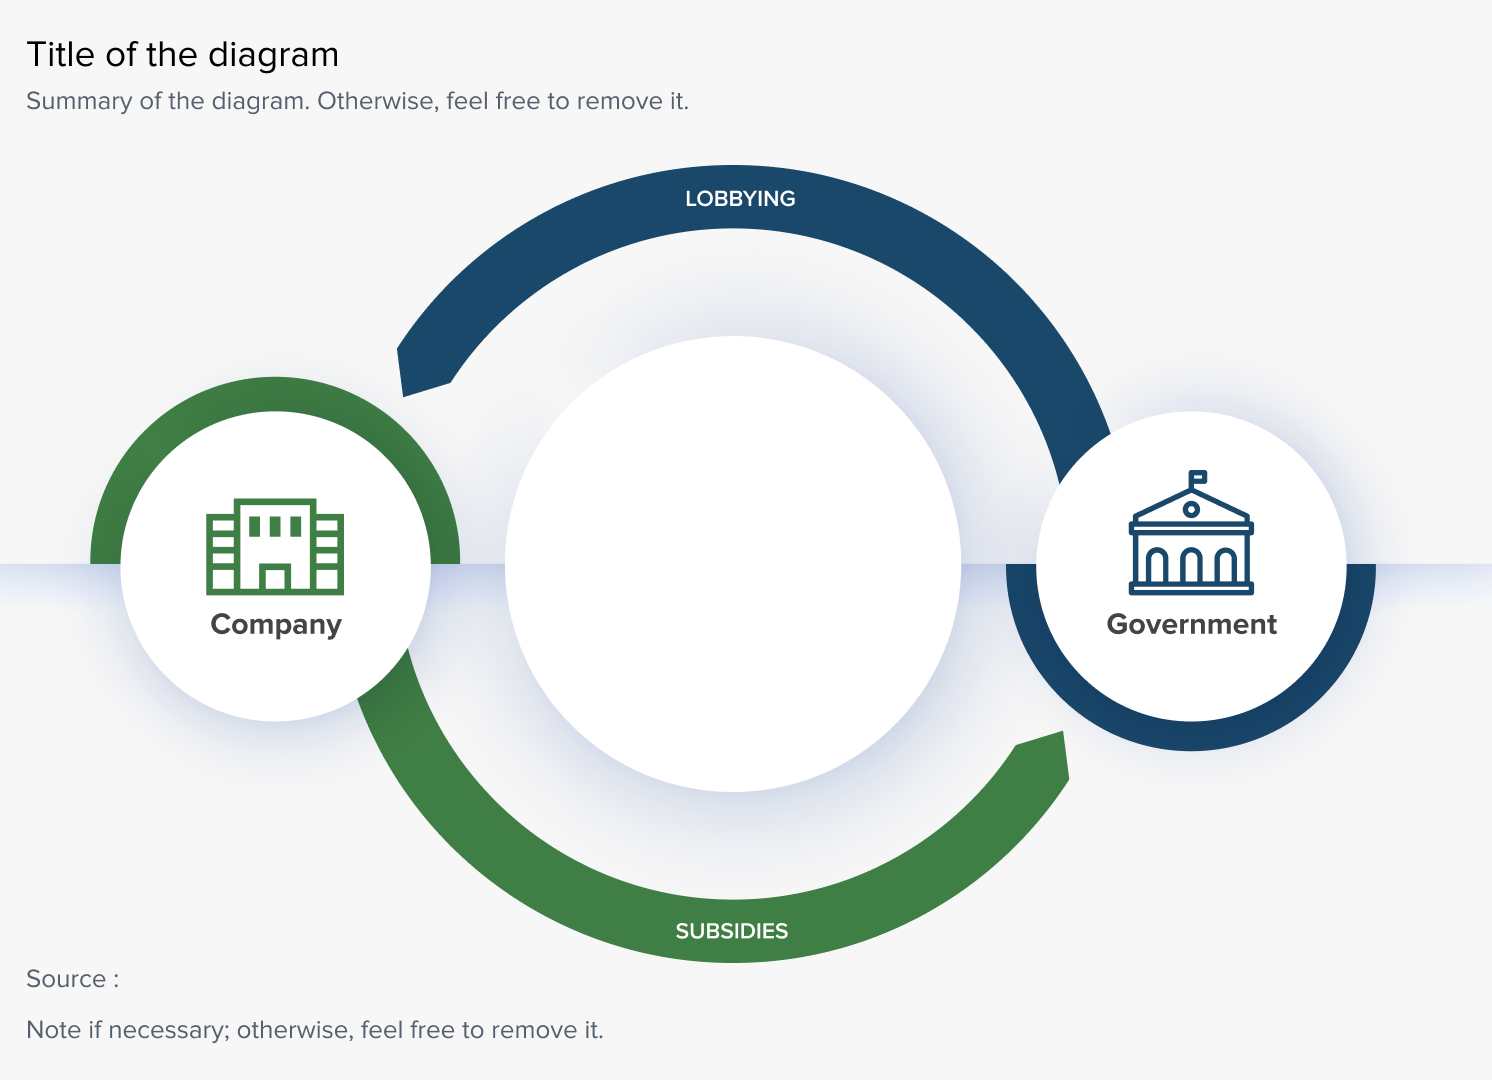 Title of the diagram
Summary of the diagram. Otherwise, feel free to remove it.
LOBBYING
Company
Government
SUBSIDIES
Source :
Note if necessary; otherwise, feel free to remove it.